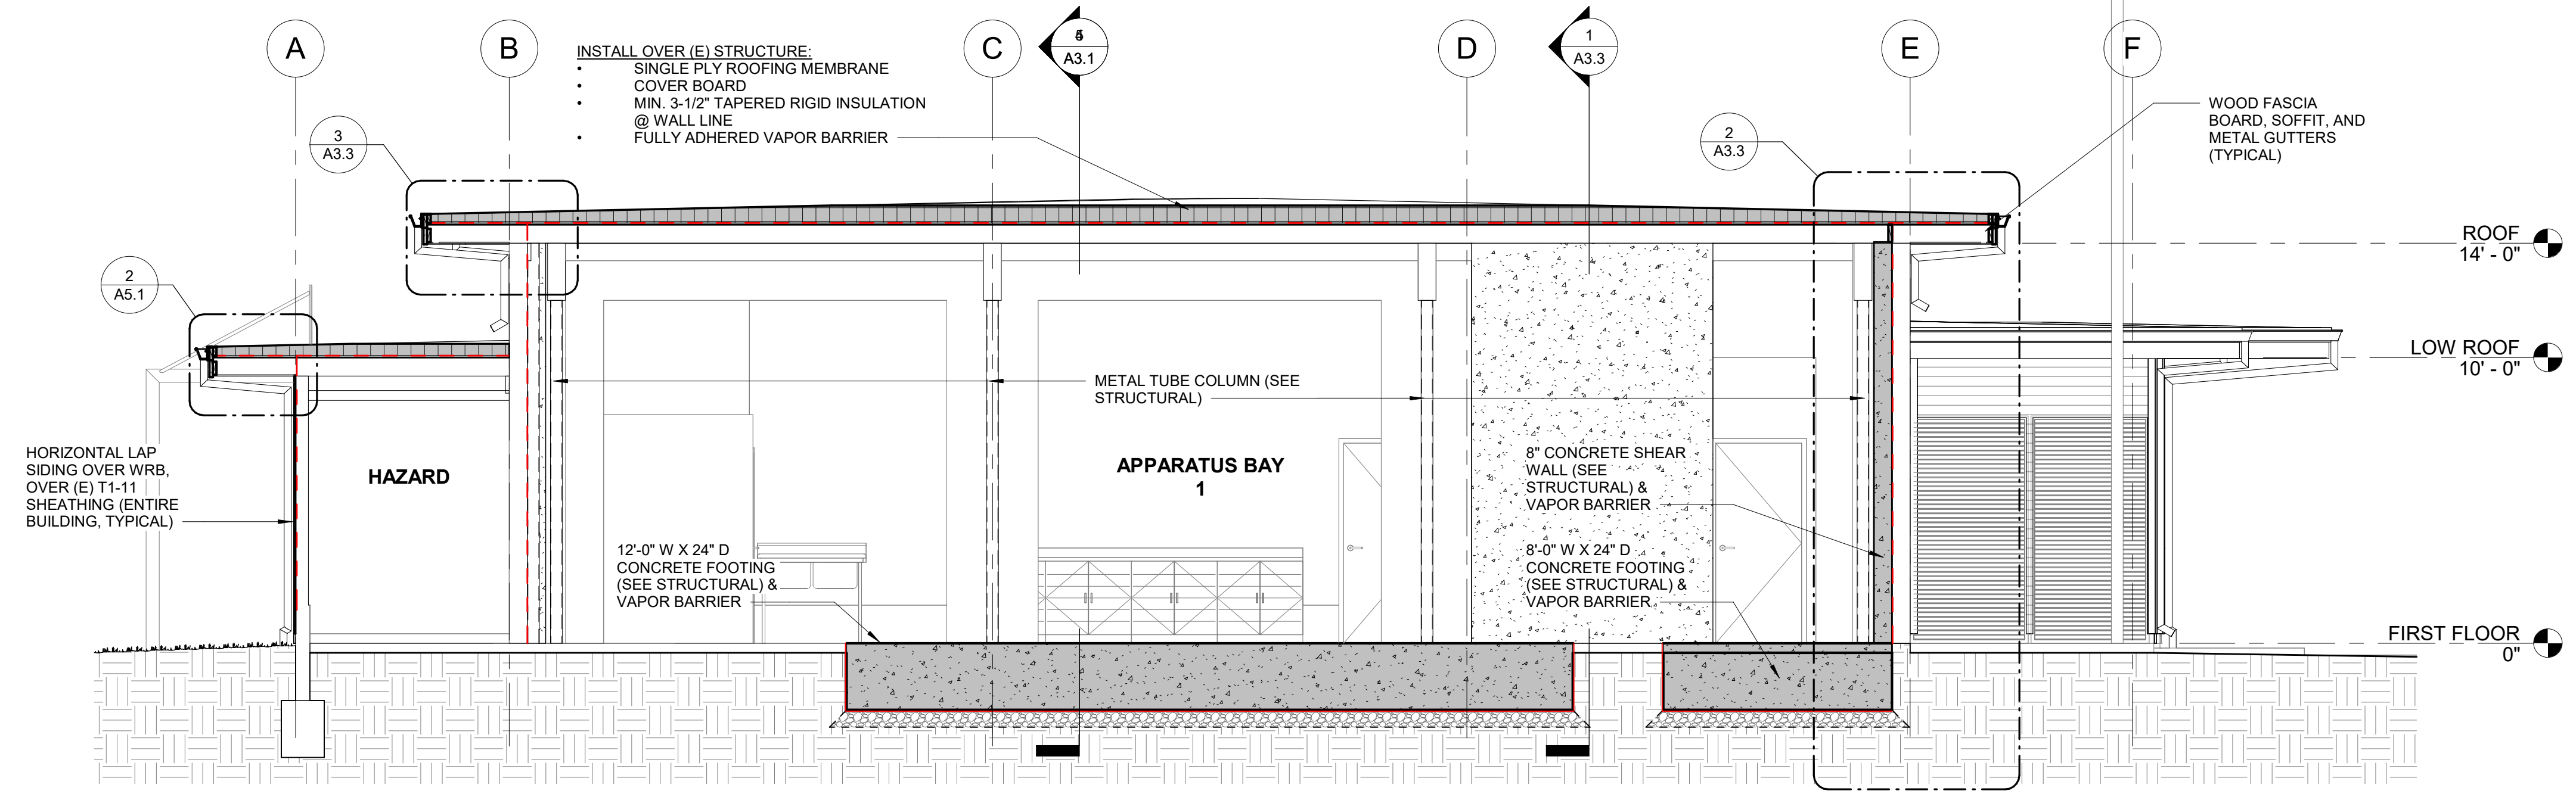 A
B
C
D
E
F
A3.1
1
A3.3
INSTALL OVER (E) STRUCTURE:
• SINGLE PLY ROOFING MEMBRANE
• COVER BOARD
• MIN. 3-1/2" TAPERED RIGID INSULATION
@ WALL LINE
• FULLY ADHERED VAPOR BARRIER
WOOD FASCIA
BOARD, SOFFIT, AND
METAL GUTTERS
(TYPICAL)
3
A3.3
2
A3.3
ROOF
14' - 0"
2
A5.1
LOW ROOF
10' - 0"
METAL TUBE COLUMN (SEE
STRUCTURAL)
HORIZONTAL LAP
SIDING OVER WRB,
OVER (E) T1-11
SHEATHING (ENTIRE
BUILDING, TYPICAL)
HAZARD
APPARATUS BAY
1
8" CONCRETE SHEAR
WALL (SEE
STRUCTURAL) &
VAPOR BARRIER
12'-0" W X 24" D
CONCRETE FOOTING
(SEE STRUCTURAL) &
VAPOR BARRIER
8'-0" W X 24" D
CONCRETE FOOTING
(SEE STRUCTURAL) &
VAPOR BARRIER
FIRST FLOOR
0"